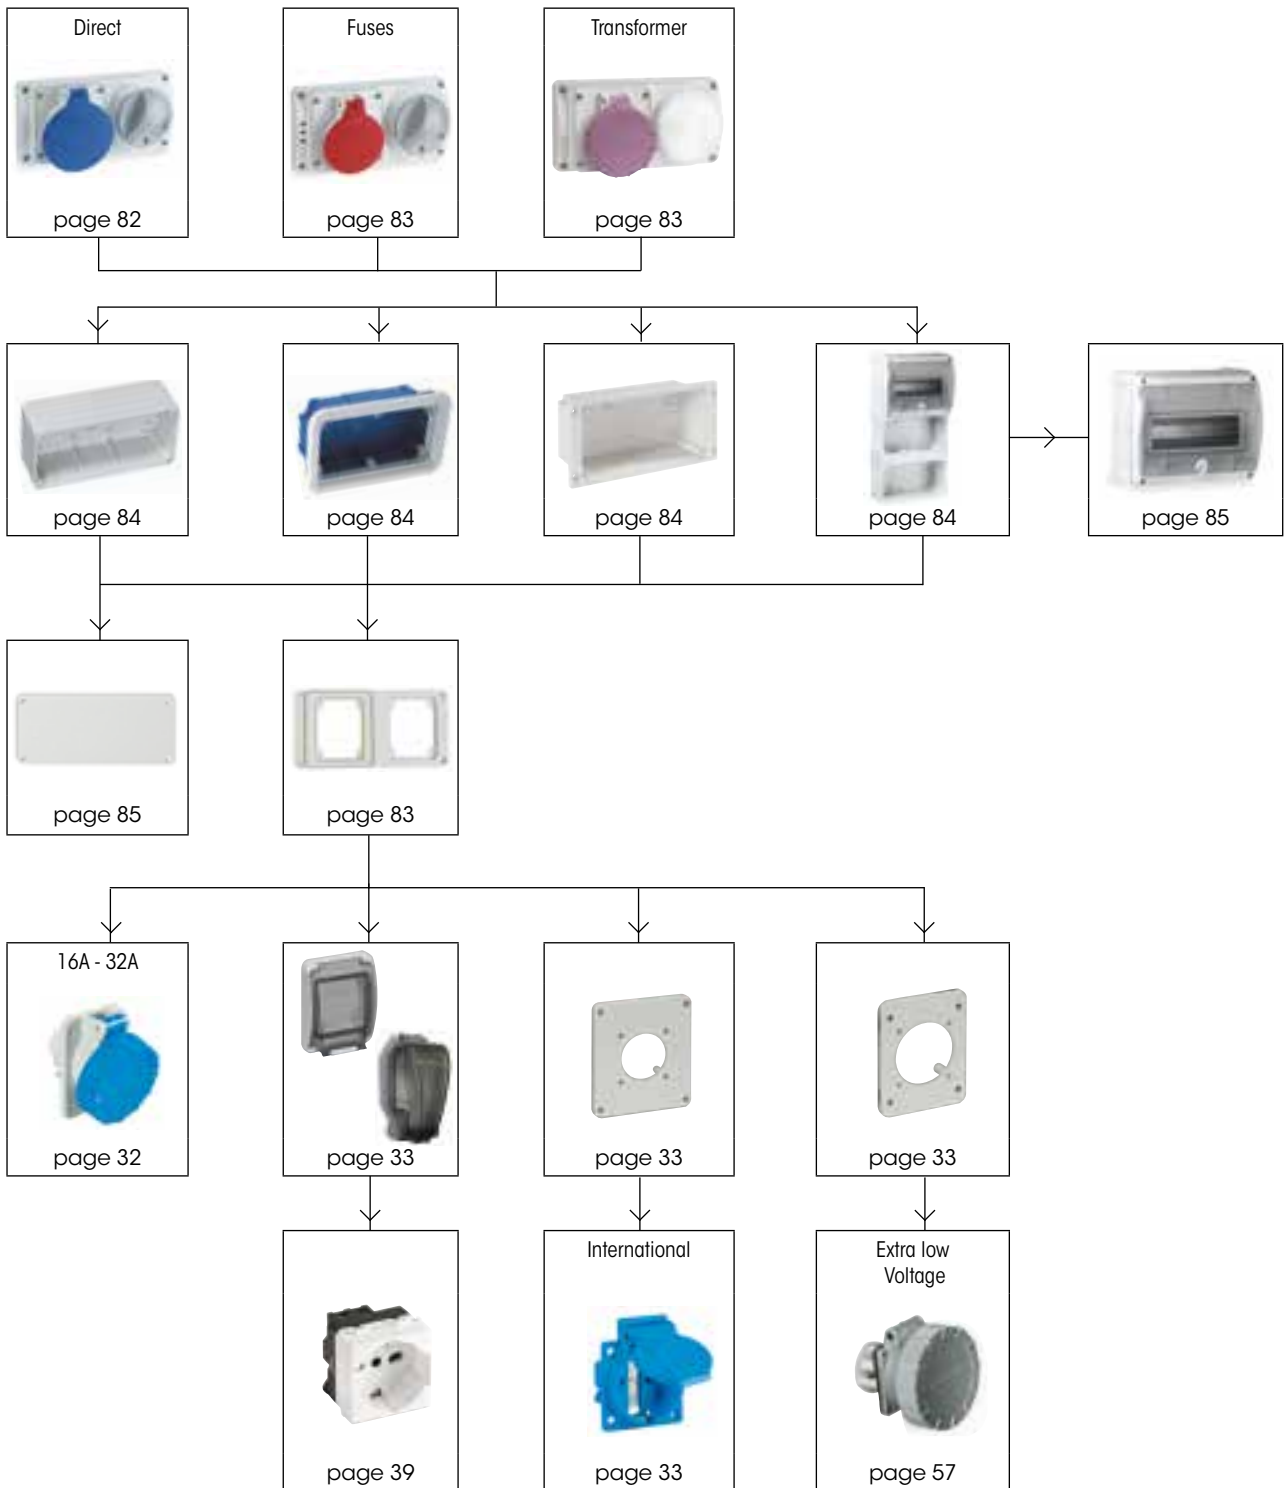 Direct
Fuses
Transformer
page 82
page 83
page 83
page 84
page 84
page 84
page 84
page 85
page 85
page 83
16A - 32A
page 32
page 33
page 33
page 33
International
Extra low
Voltage
page 39
page 33
page 57